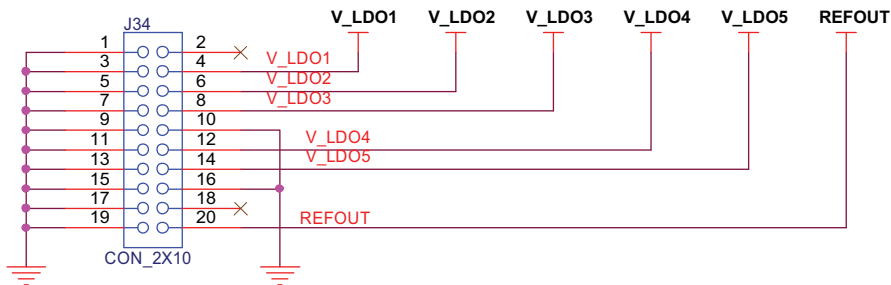 J34
V_LDO1 V_LDO2 V_LDO3 V_LDO4 V_LDO5 REFOUT
1 2
3 4 V_LDO1
5 6 V_LDO2
7 8 V_LDO3
9 10
11 12 V_LDO4
13 14 V_LDO5
15 16
17 18
19 20 REFOUT
CON_2X10